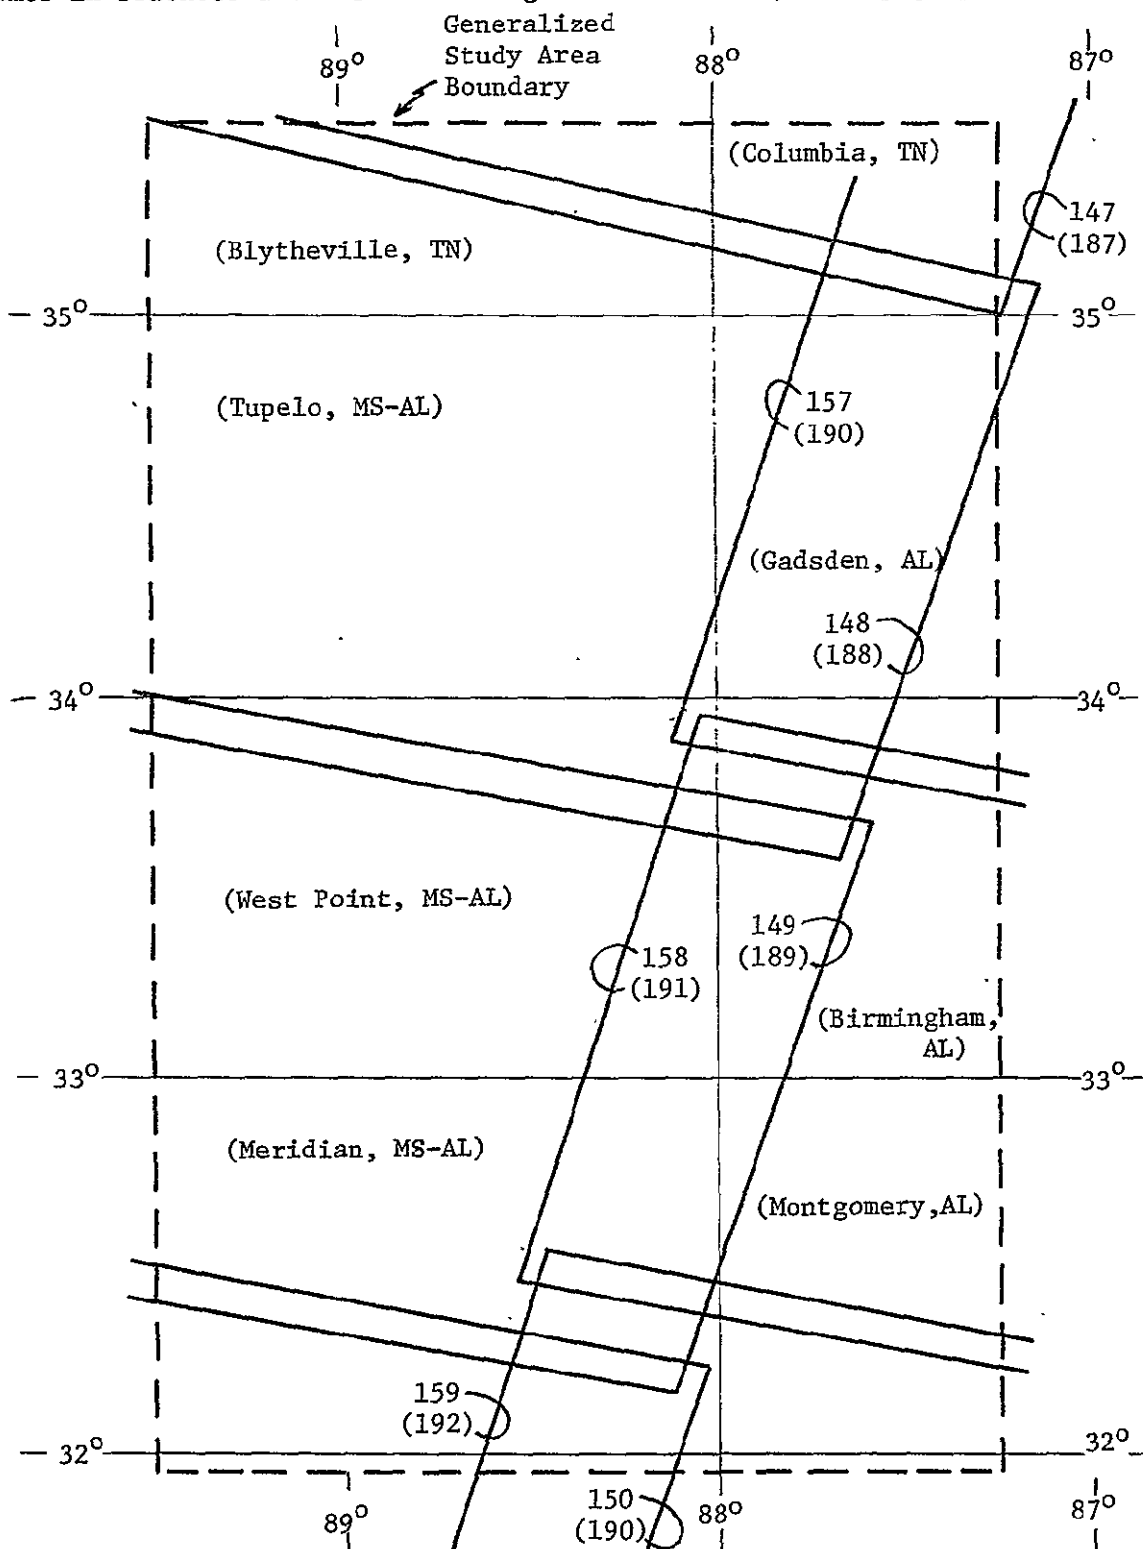 Generalized
Study Area
Boundary
89° 88° 87°
(Columbia, TN)
147
(187)
(Blytheville, TN)
35° 35°
(Tupelo, MS-AL)
157
(190)
(Gadsden, AL)
148
(188)
34° 34°
(West Point, MS-AL)
149
(189)
158
(191)
(Birmingham,
AL)
33° 33°
(Meridian, MS-AL)
(Montgomery,AL)
159
(192)
32° 32°
150
(190)
89° 88° 87°